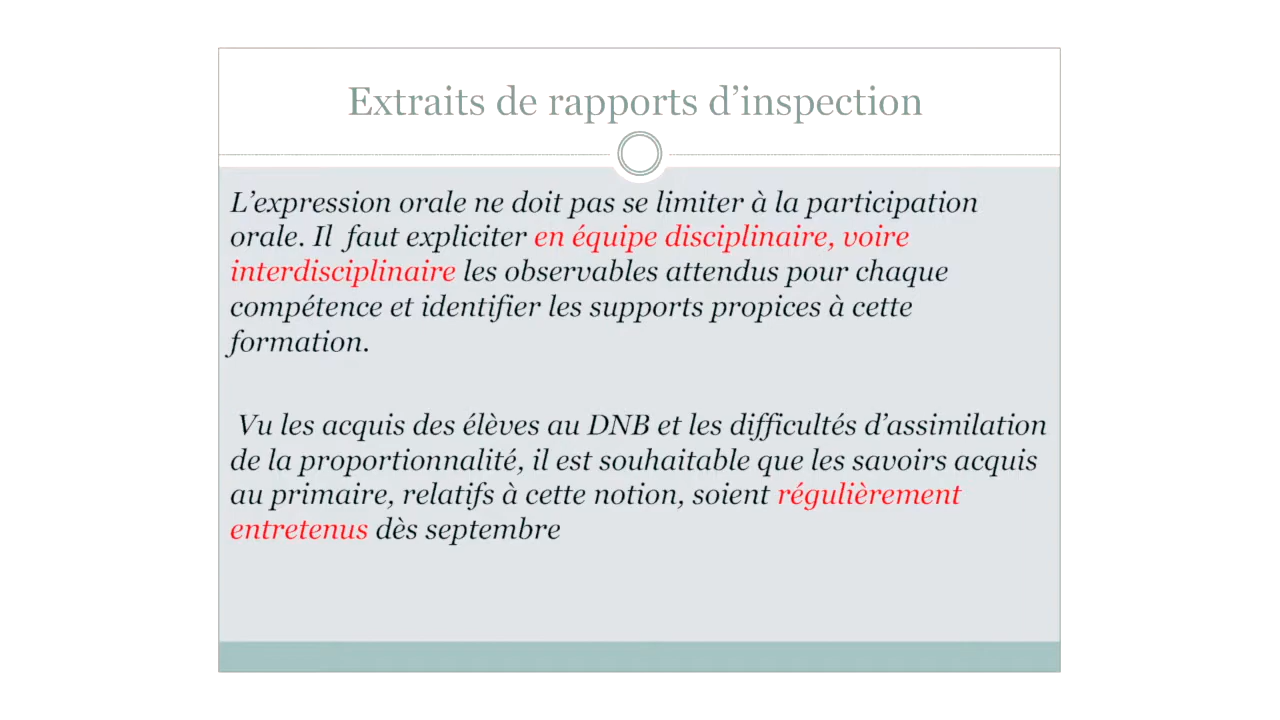 Extraits de rapports d’inspection
L’expression orale ne doit pas se limiter à la participation
orale. Il  faut expliciter en équipe disciplinaire, voire
interdisciplinaire les observables attendus pour chaque
compétence et identifier les supports propices à cette
formation.
Vu les acquis des élèves au DNB et les difficultés d’assimilation
de la proportionnalité, il est souhaitable que les savoirs acquis
au primaire, relatifs à cette notion, soient régulièrement
entretenus dès septembre